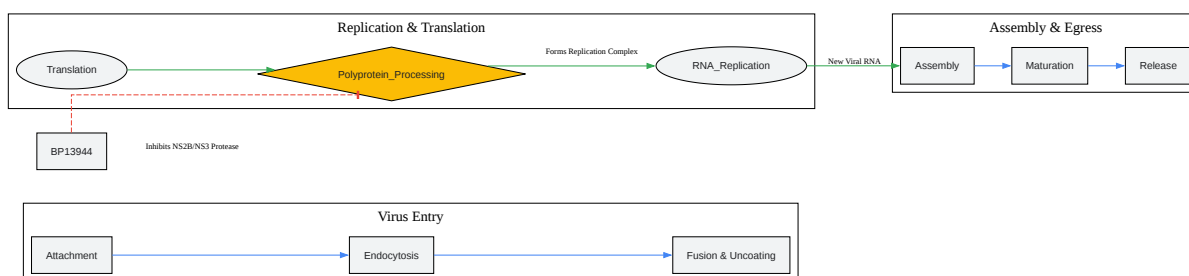 Replication & Translation
Translation
Polyprotein_Processing
Forms Replication Complex
RNA_Replication
New Viral RNA
Assembly & Egress
Assembly
Maturation
Release
BP13944
Inhibits NS2B/NS3 Protease
Virus Entry
Attachment
Endocytosis
Fusion & Uncoating